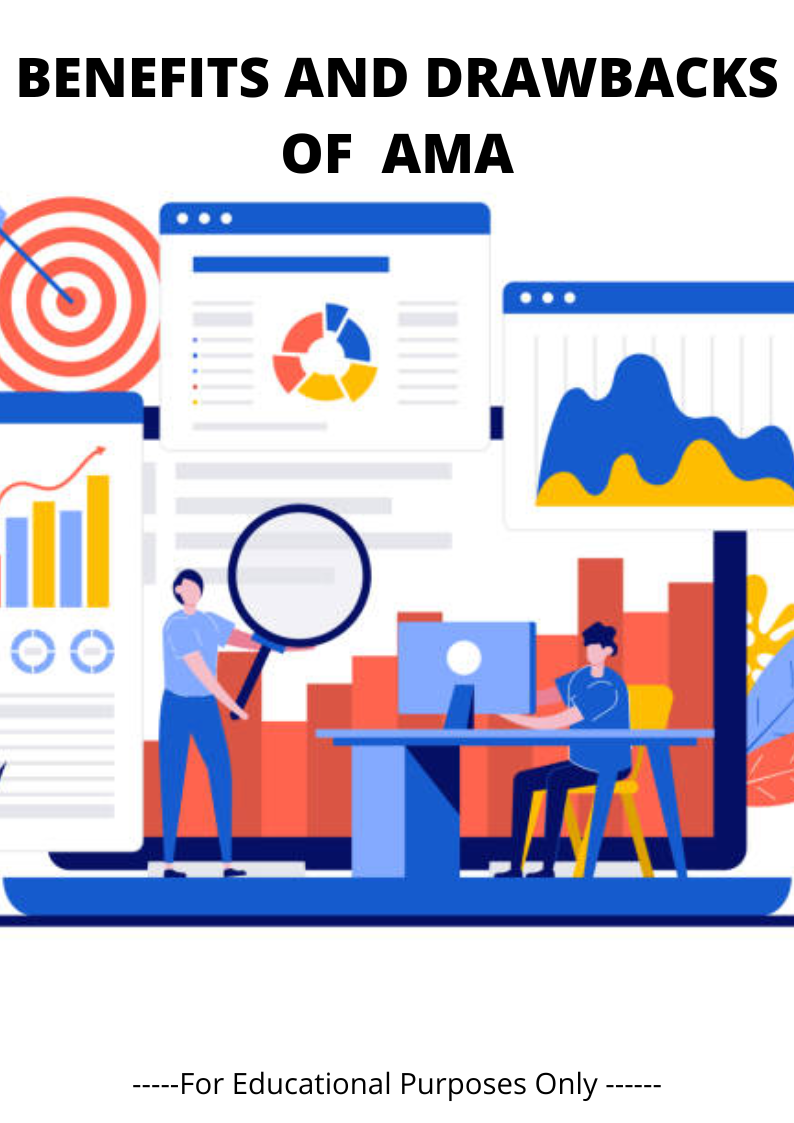 BENEFITS AND DRAWBACKS
OF AMA
-----For Educational Purposes Only ------